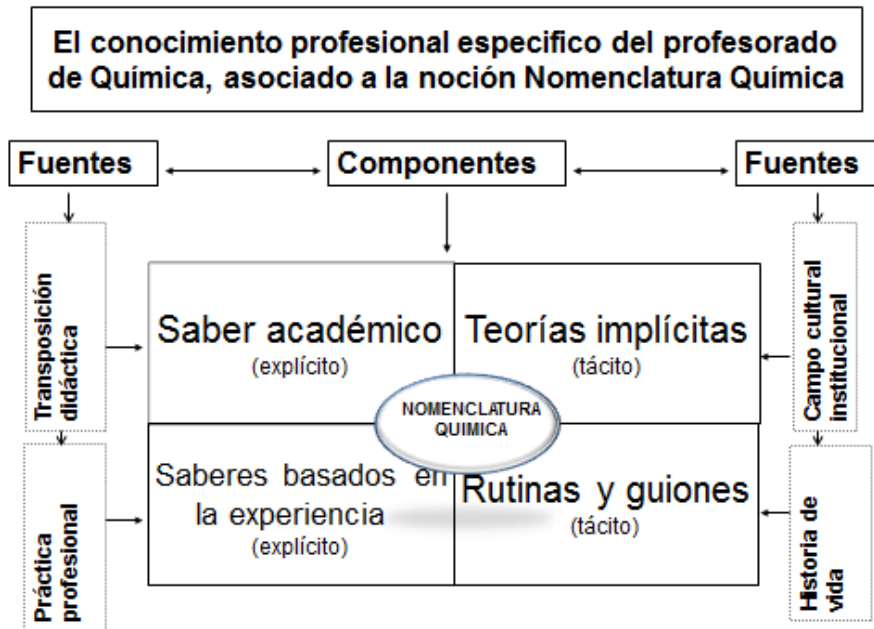 El conocimiento profesional especifico del profesorado
de Química, asociado a la noción Nomenclatura Química
Fuentes
Componentes
Fuentes
Transposición
didáctica
Saber académico
(explícito)
Teorías implícitas
(tácito)
Campo cultural
institucional
NOMENCLATURA
QUIMICA
Práctica
profesional
Saberes basados en
la experiencia
(explícito)
Rutinas y guiones
(tácito)
Historia de
vida